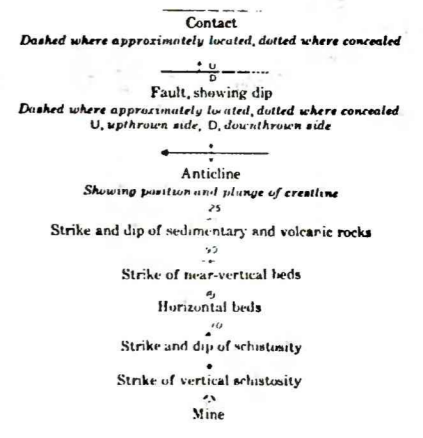 Contact
Dashed where approximately located, dotted where concealed
U
D
Fault, showing dip
Dashed where approximately located, dotted where concealed
U, upthrown side, D, downthrown side
Anticline
Showing position and plunge of crestline
25
Strike and dip of sedimentary and volcanic rocks
Strike of near-vertical beds
Horizontal beds
Strike and dip of schistosity
Strike of vertical schistosity
Mine